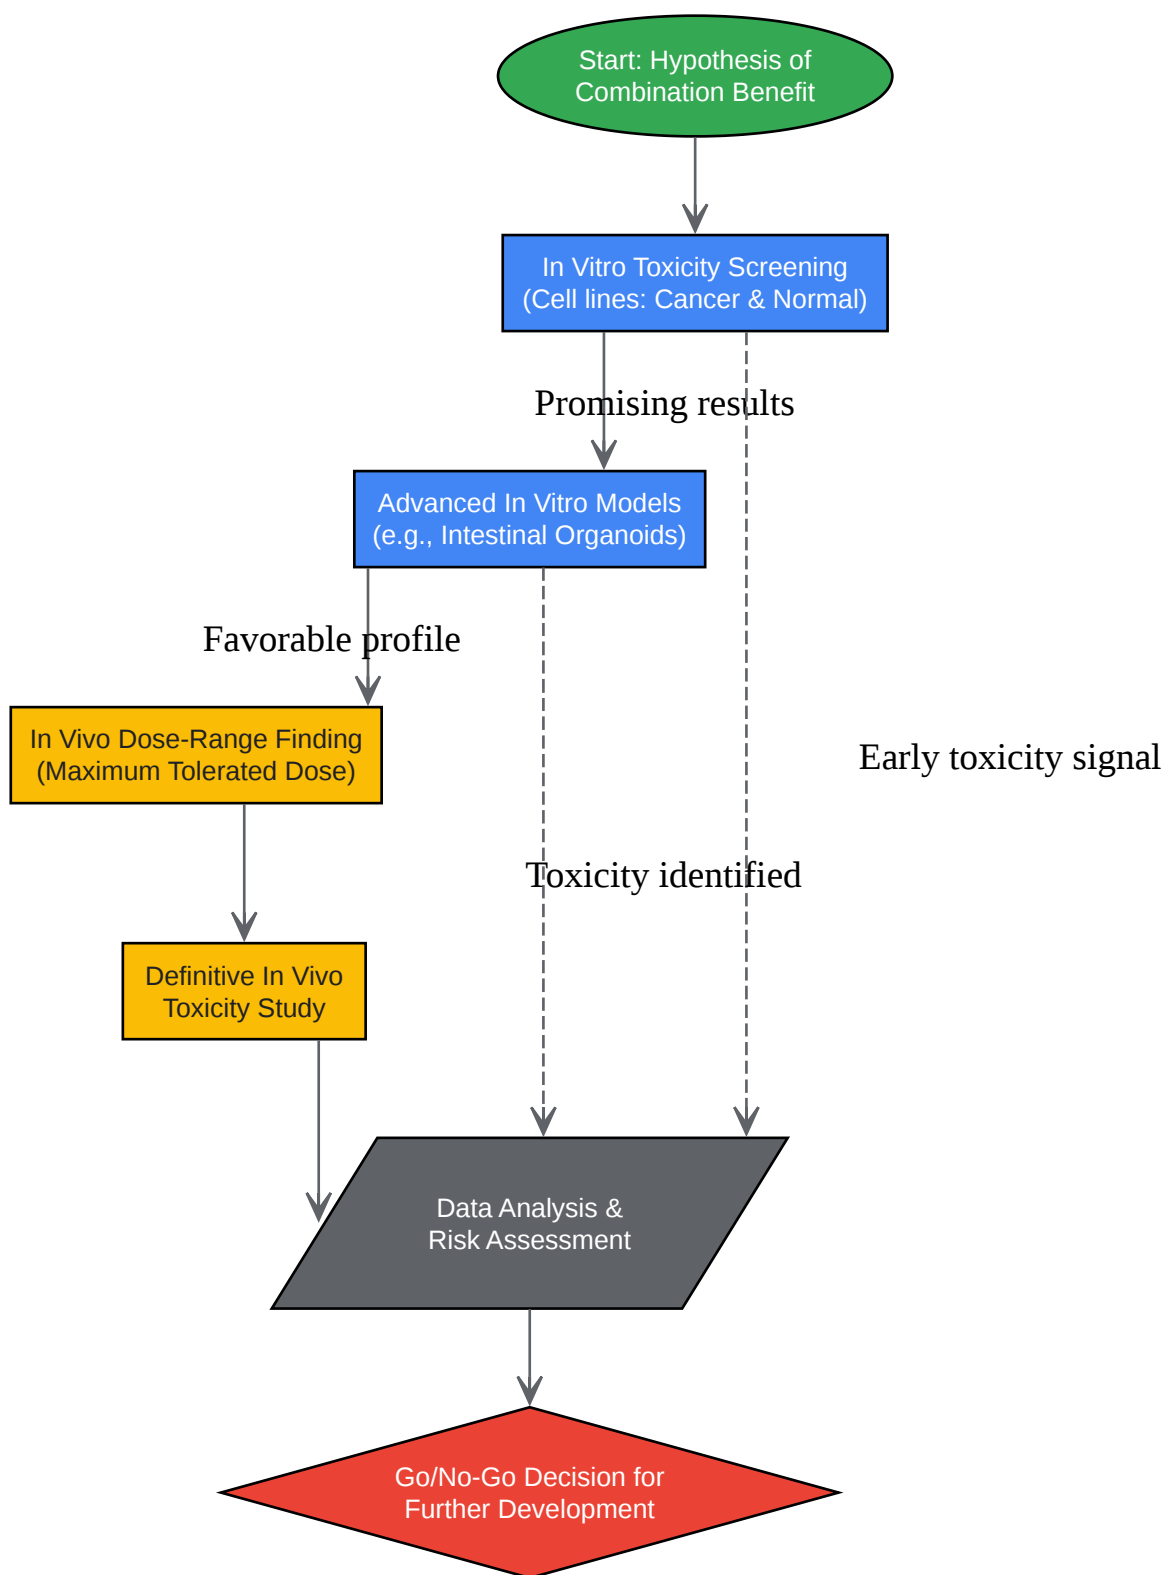 Start: Hypothesis of
Combination Benefit
In Vitro Toxicity Screening
(Cell lines: Cancer & Normal)
Promising results
Advanced In Vitro Models
(e.g., Intestinal Organoids)
Favorable profile
In Vivo Dose-Range Finding
(Maximum Tolerated Dose)
Early toxicity signal
Toxicity identified
Definitive In Vivo
Toxicity Study
Data Analysis &
Risk Assessment
Go/No-Go Decision for
Further Development